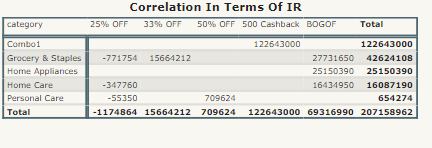 Correlation In Terms Of IR
category 25% OFF 33% OFF 50% OFF 500 Cashback BOGOF Total
Combo1 122643000 122643000
Grocery & Staples -771754 15664212 27731650 42624108
Home Appliances 25150390 25150390
Home Care -347760 16434950 16087190
Personal Care -55350 709624 654274
Total -1174864 15664212 709624 122643000 69316990 207158962